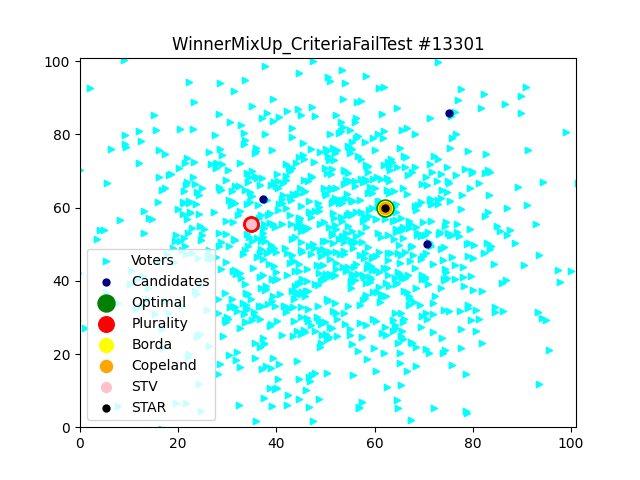 WinnerMixUp_CriteriaFailTest #13301
100
80
60
40
20
0
0 20 40 60 80 100
Voters
Candidates
Optimal
Plurality
Borda
Copeland
STV
STAR